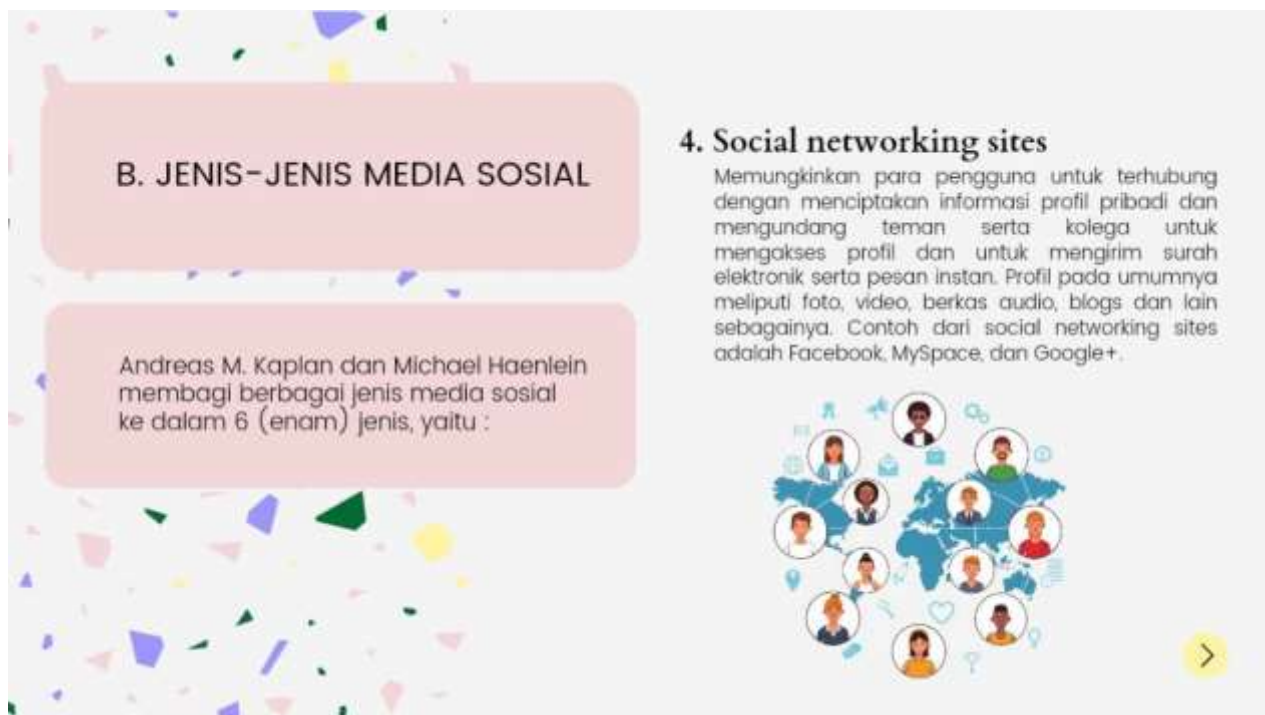 B. JENIS-JENIS MEDIA SOSIAL
Andreas M. Kaplan dan Michael Haenlein
membagi berbagai jenis media sosial
ke dalam 6 (enam) jenis, yaitu :
4. Social networking sites
Memungkinkan para pengguna untuk terhubung
dengan menciptakan informasi profil pribadi dan
mengundang teman serta kolega untuk
mengakses profil dan untuk mengirim surah
elektronik serta pesan instan. Profil pada umumnya
meliputi foto, video, berkas audio, blogs dan lain
sebagainya. Contoh dari social networking sites
adalah Facebook, MySpace, dan Google+.